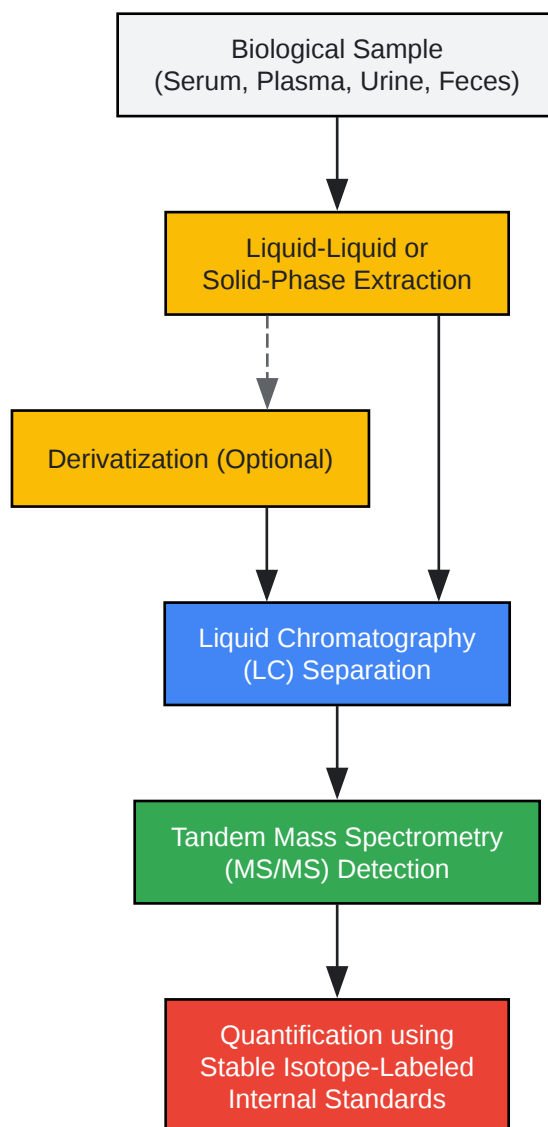 Biological Sample
(Serum, Plasma, Urine, Feces)
Liquid-Liquid or
Solid-Phase Extraction
Derivatization (Optional)
Liquid Chromatography
(LC) Separation
Tandem Mass Spectrometry
(MS/MS) Detection
Quantification using
Stable Isotope-Labeled
Internal Standards